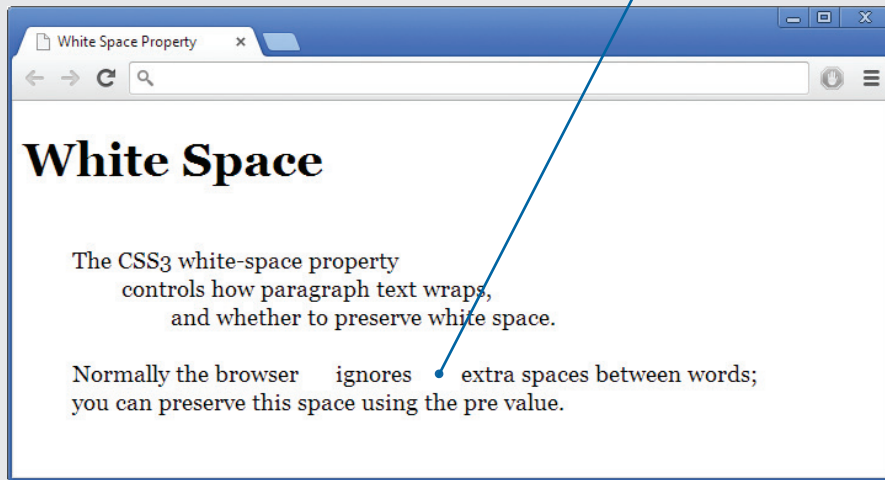 White Space Property
White Space
The CSS3 white-space property
controls how paragraph text wraps,
and whether to preserve white space.
Normally the browser ignores extra spaces between words;
you can preserve this space using the pre value.